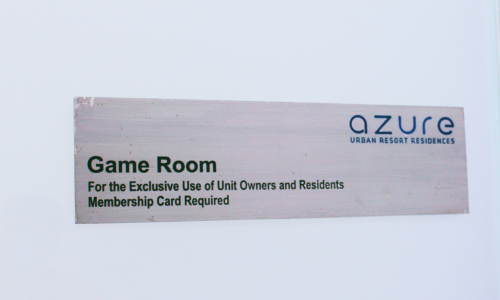 azure
URBAN RESORT RESIDENCES
Game Room
For the Exclusive Use of Unit Owners and Residents
Membership Card Required